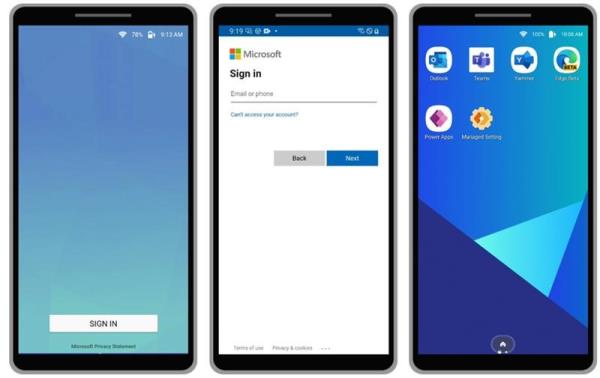 78% 9:13 AM
SIGN IN
Microsoft Privacy Statement
9:19
Microsoft
Sign in
Email or phone
Can't access your account?
Back Next
Terms of use Privacy & cookies ...
100% 10:08 AM
Outlook Teams Yammer Edge Beta
BETA
Power Apps Managed Setting